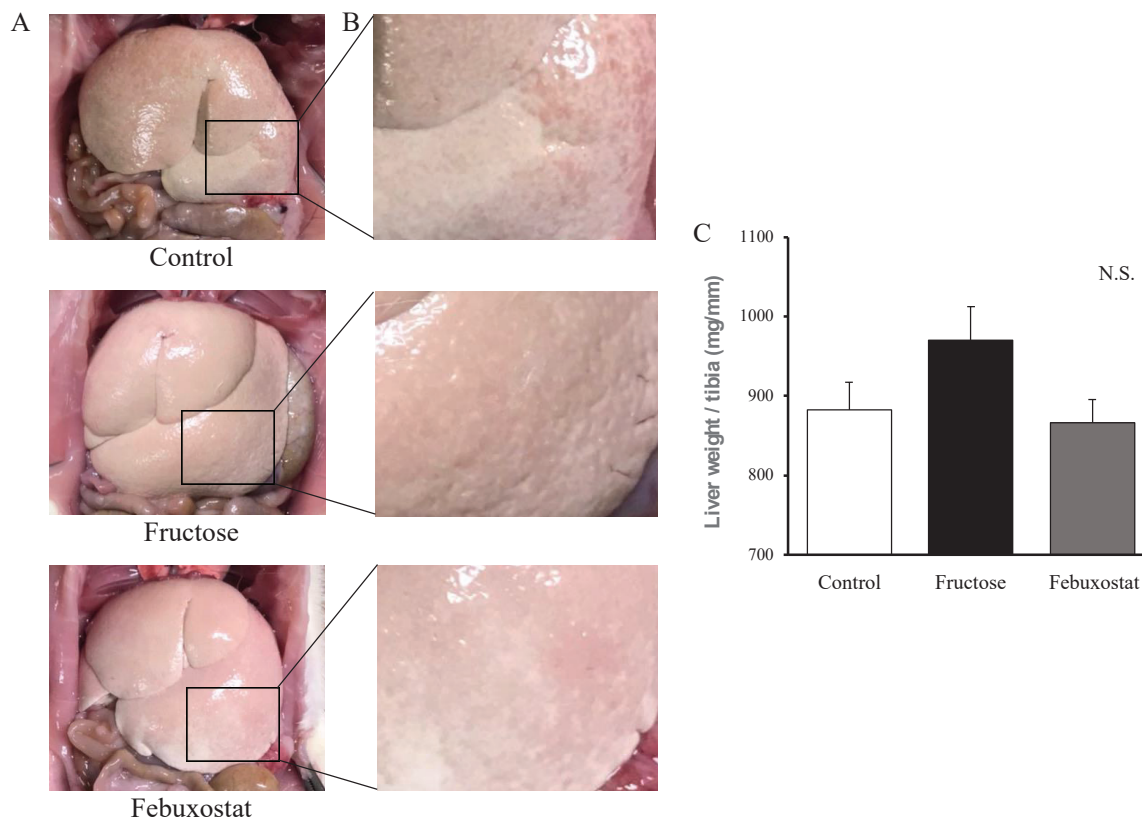 A
B
Control
Fructose
Febuxostat
C
1100
1000
900
800
700
Liver weight / tibia (mg/mm)
N.S.
Control
Fructose
Febuxostat